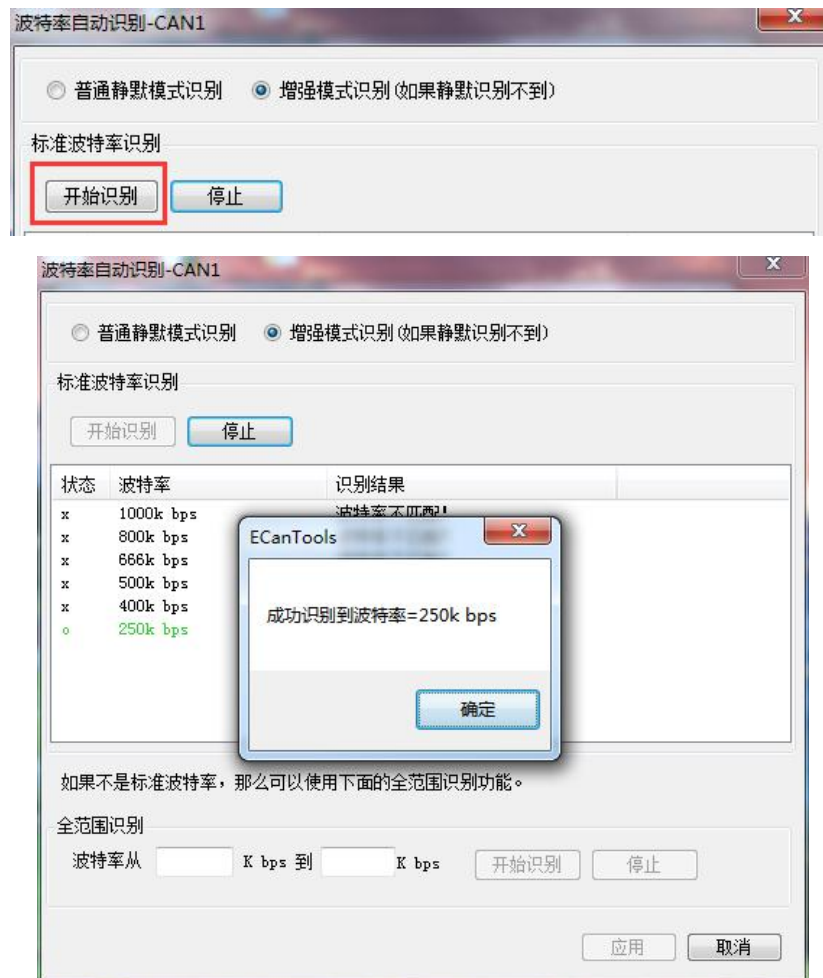 波特率自动识别-CAN1
普通静默模式识别 增强模式识别(如果静默识别不到)
标准波特率识别
开始识别 停止
波特率自动识别-CAN1
普通静默模式识别 增强模式识别(如果静默识别不到)
标准波特率识别
开始识别 停止
状态 波特率 识别结果
x 1000k bps 波特率不匹配!
x 800k bps
x 666k bps
x 500k bps
x 400k bps
o 250k bps
ECanTools
成功识别到波特率=250k bps
确定
如果不是标准波特率，那么可以使用下面的全范围识别功能。
全范围识别
波特率从 K bps 到 K bps 开始识别 停止
应用 取消